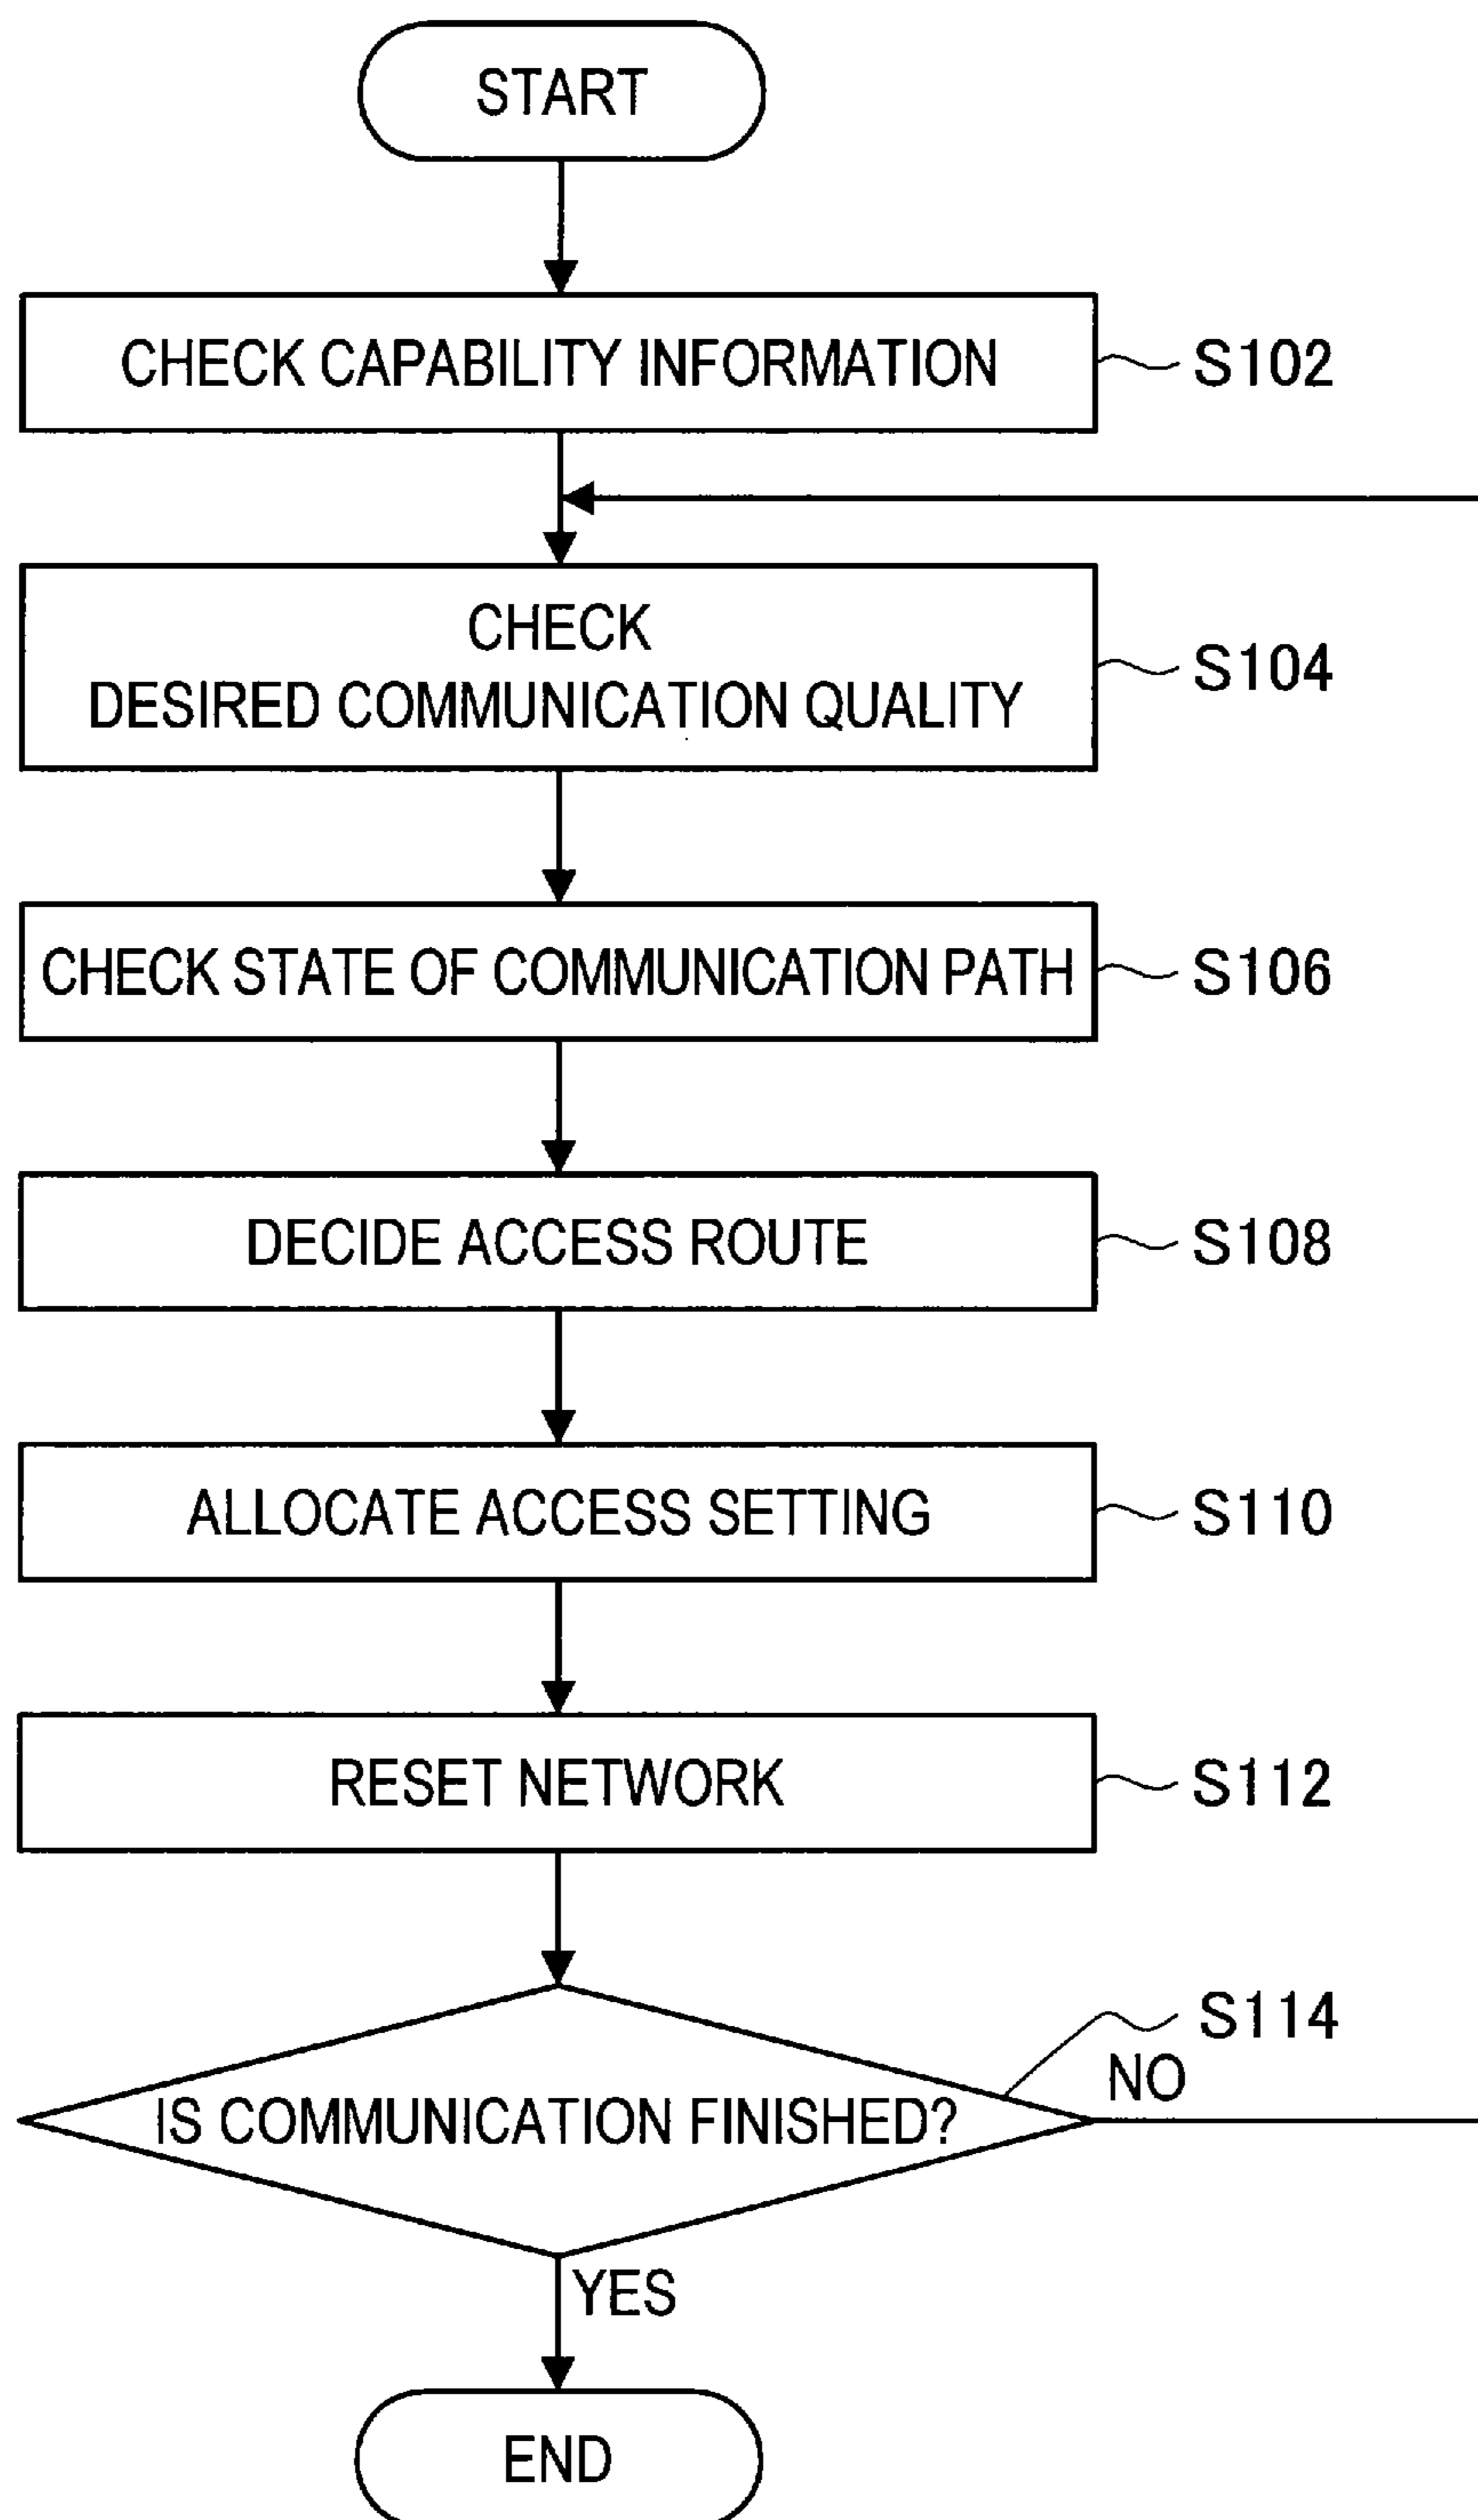 START
CHECK CAPABILITY INFORMATION
S102
CHECK
DESIRED COMMUNICATION QUALITY
S104
CHECK STATE OF COMMUNICATION PATH
S106
DECIDE ACCESS ROUTE
S108
ALLOCATE ACCESS SETTING
S110
RESET NETWORK
S112
S114
NO
IS COMMUNICATION FINISHED?
YES
END